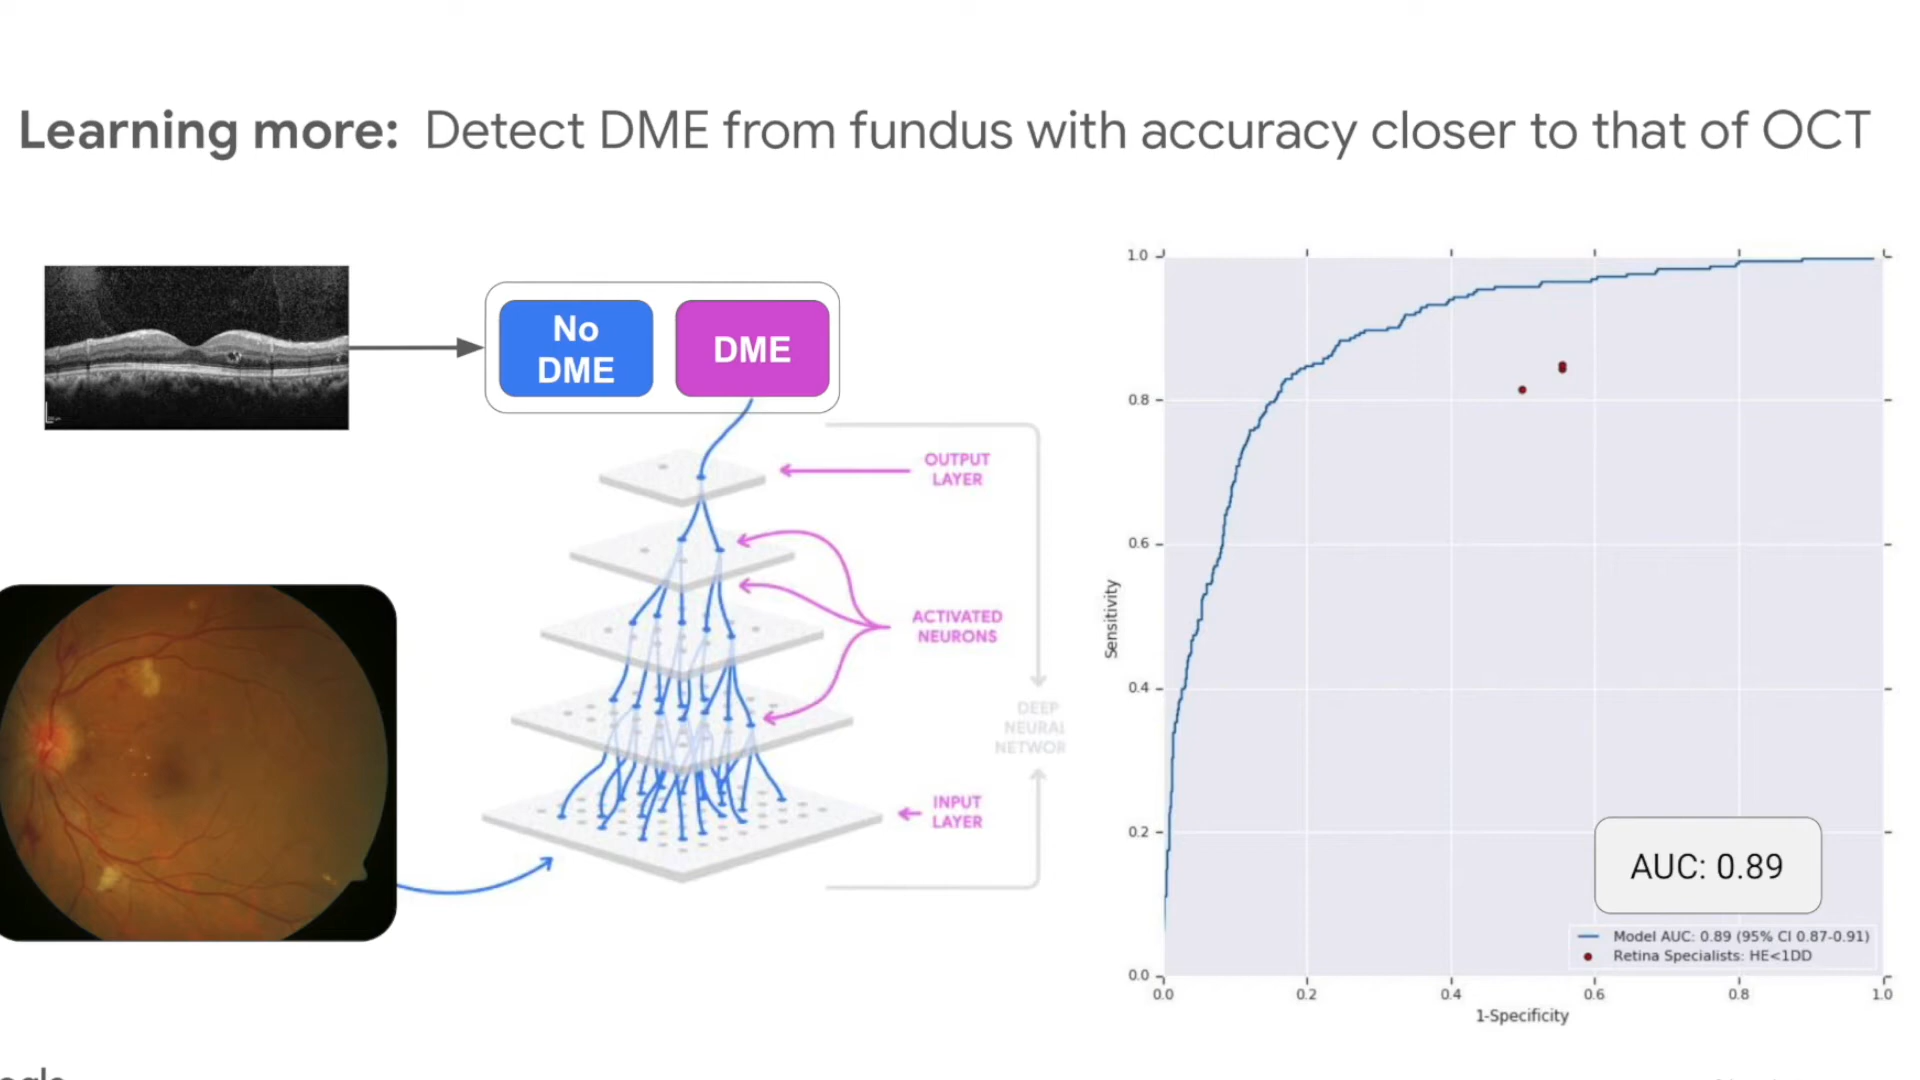 Learning more: Detect DME from fundus with accuracy closer to that of OCT
No
DME
DME
OUTPUT
LAYER
ACTIVATED
NEURONS
DEEP
NEURAL
NETWOR
INPUT
LAYER
1.0
0.8
0.6
0.4
0.2
0.0
Sensitivity
0.0 0.2 0.4 0.6 0.8 1.0
1-Specificity
AUC: 0.89
Model AUC: 0.89 (95% CI 0.87-0.91)
Retina Specialists: HE<1DD